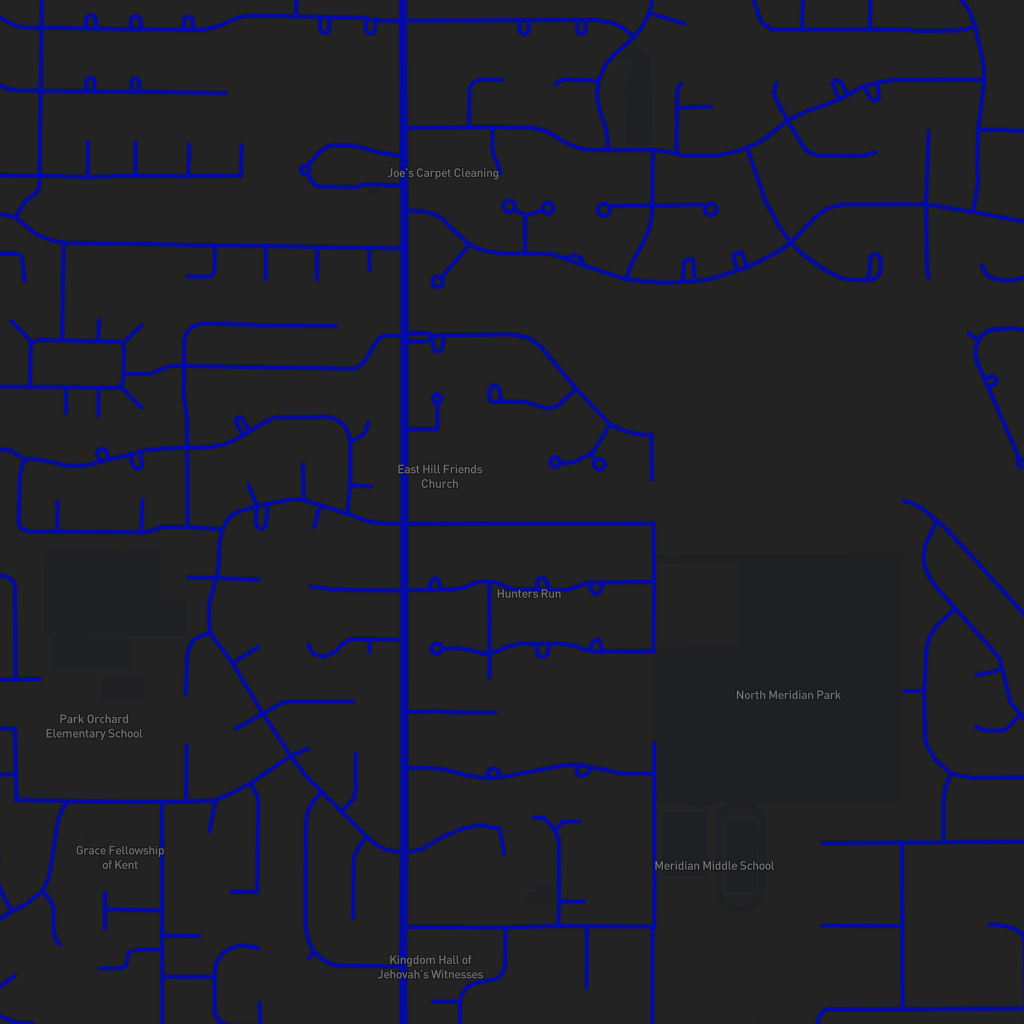 Joe's Carpet Cleaning
East Hill Friends
Church
Hunters Run
North Meridian Park
Park Orchard
Elementary School
Grace Fellowship
of Kent
Meridian Middle School
Kingdom Hall of
Jehovah's Witnesses